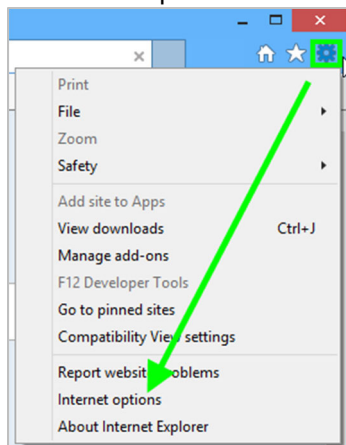 Print
File
Zoom
Safety
Add site to Apps
View downloads Ctrl+J
Manage add-ons
F12 Developer Tools
Go to pinned sites
Compatibility View settings
Report website problems
Internet options
About Internet Explorer